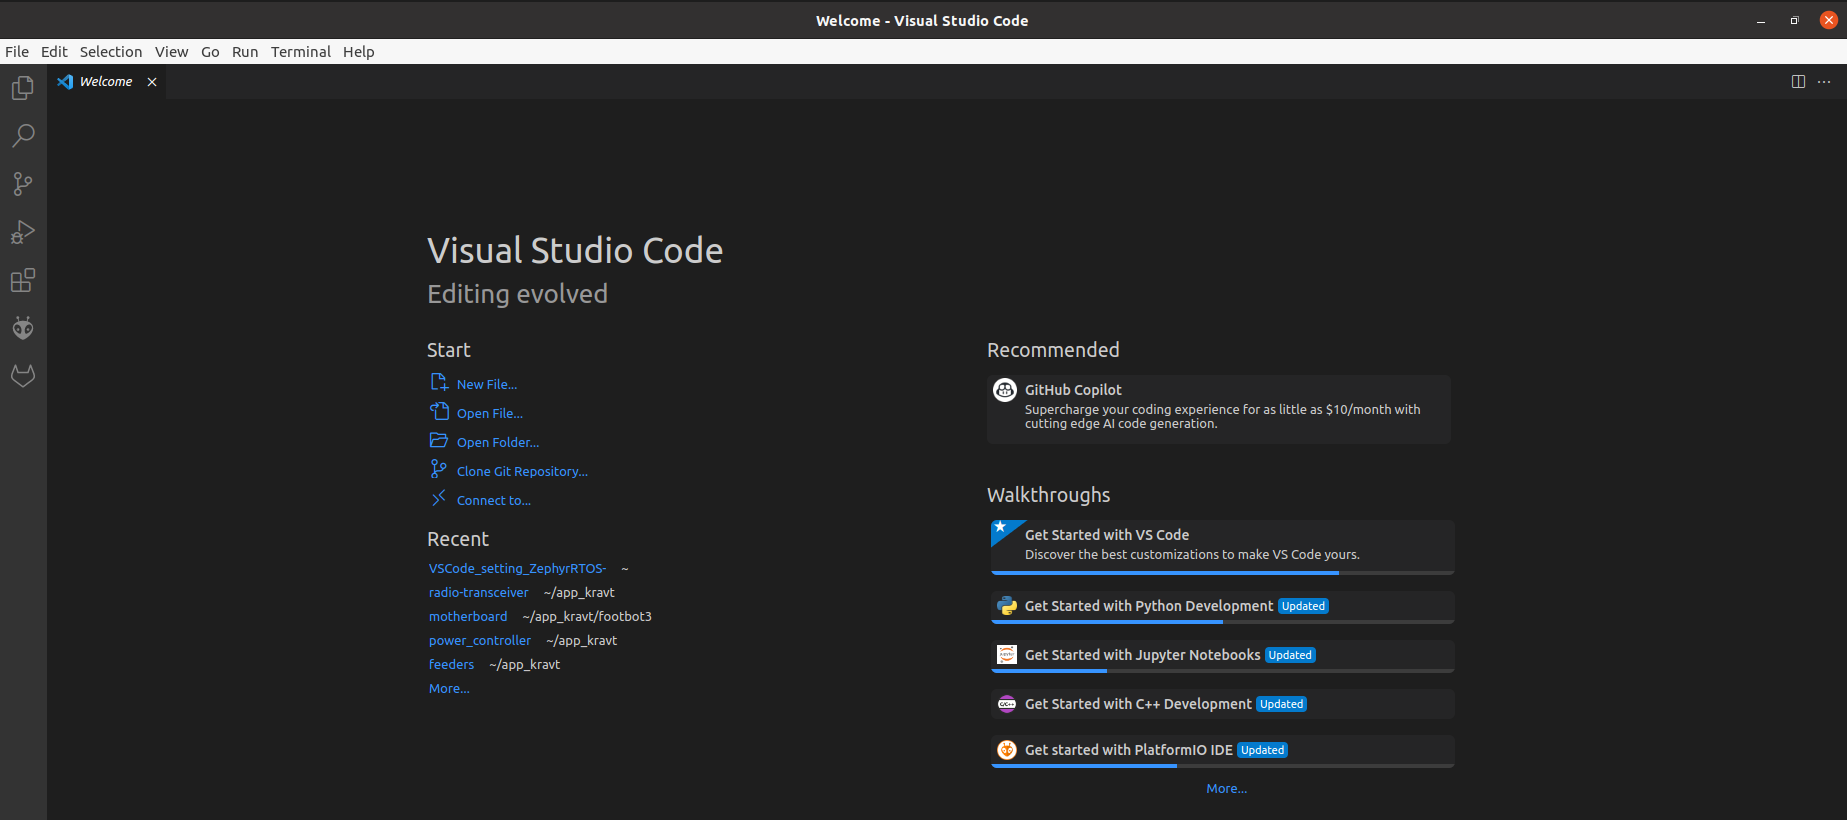 Welcome - Visual Studio Code
File Edit Selection View Go Run Terminal Help
Welcome
Visual Studio Code
Editing evolved
Start
New File...
Open File...
Open Folder...
Clone Git Repository...
Connect to...
Recent
VSCode_setting_ZephyrRTOS- ~
radio-transceiver ~/app_kravt
motherboard ~/app_kravt/footbot3
power_controller ~/app_kravt
feeders ~/app_kravt
More...
Recommended
GitHub Copilot
Supercharge your coding experience for as little as $10/month with
cutting edge AI code generation.
Walkthroughs
Get Started with VS Code
Discover the best customizations to make VS Code yours.
Get Started with Python Development Updated
Get Started with Jupyter Notebooks Updated
Get Started with C++ Development Updated
Get started with PlatformIO IDE Updated
More...